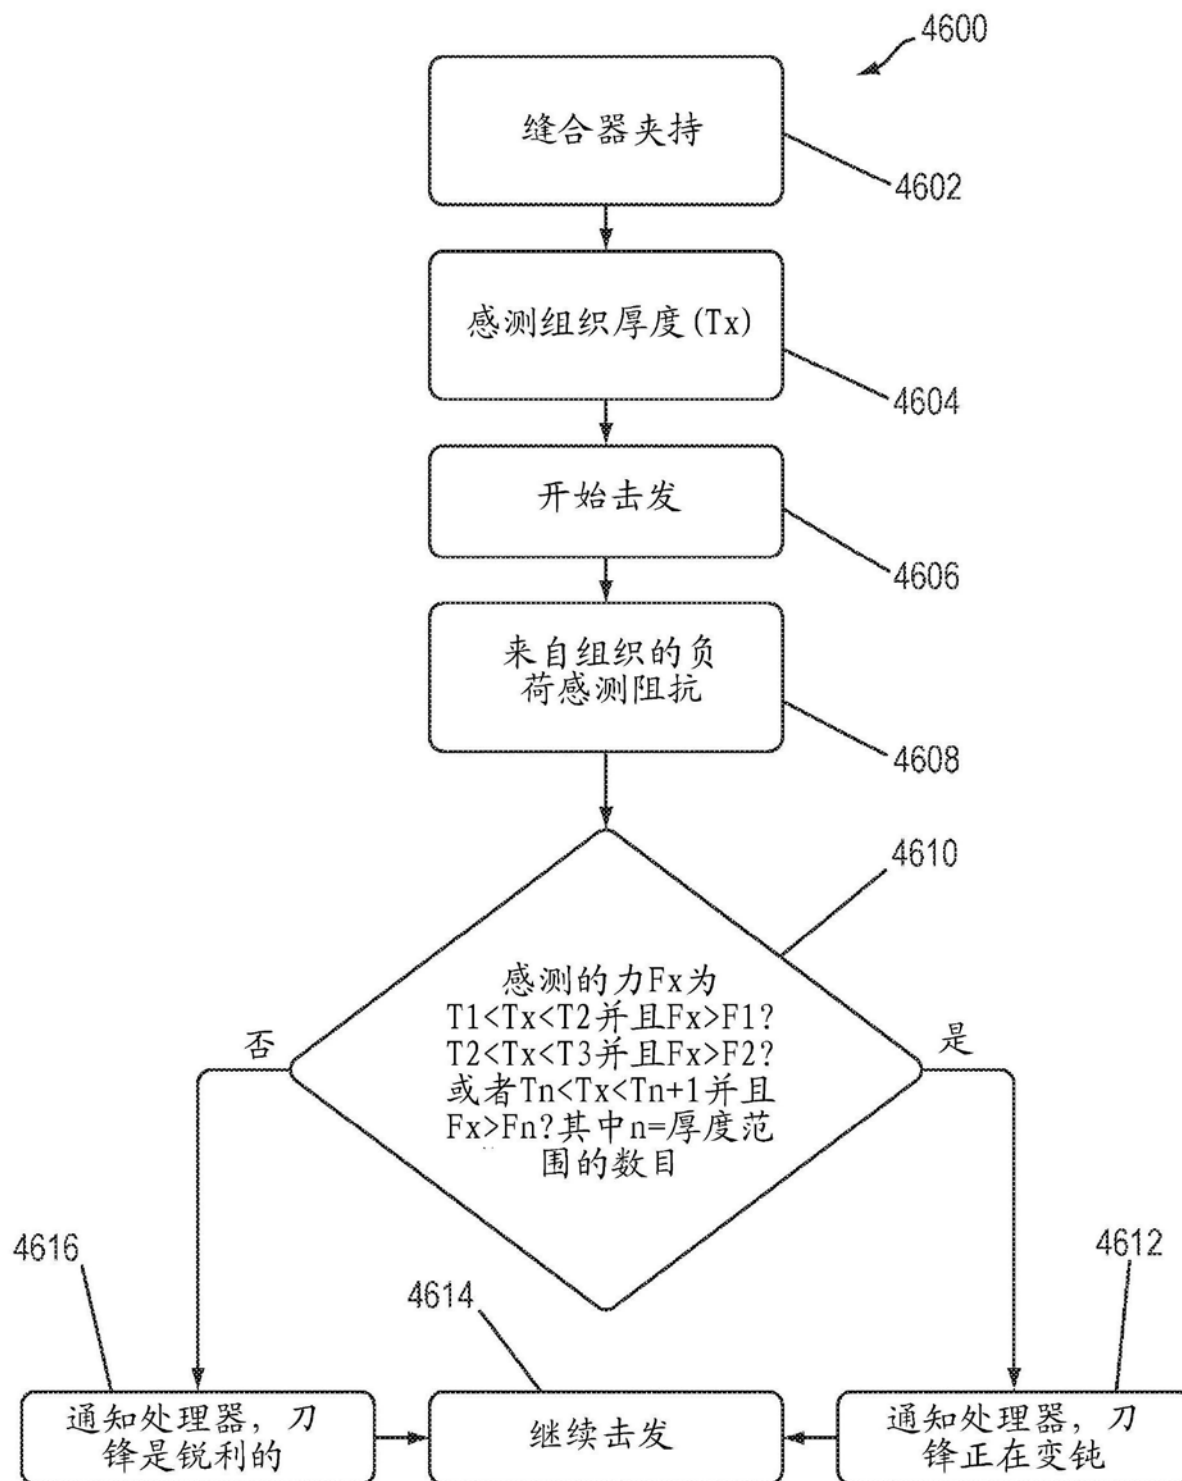 4600
缝合器夹持
4602
感测组织厚度(Tx)
4604
开始击发
4606
来自组织的负
荷感测阻抗
4608
4610
感测的力Fx为
T1<Tx<T2并且Fx>F1?
T2<Tx<T3并且Fx>F2?
或者Tn<Tx<Tn+1并且
Fx>Fn?其中n=厚度范
围的数目
否
是
4616
4614
4612
通知处理器，刀
锋是锐利的
继续击发
通知处理器，刀
锋正在变钝